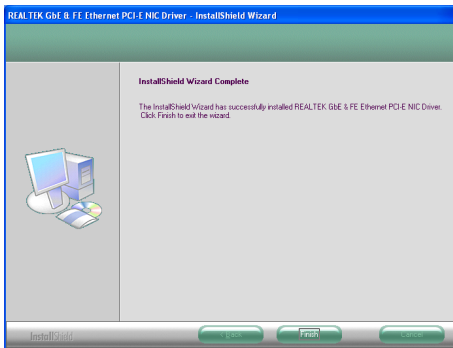 REALTEK GbE & FE Ethernet PCI-E NIC Driver - InstallShield Wizard
InstallShield Wizard Complete
The InstallShield Wizard has successfully installed REALTEK GbE & FE Ethernet PCI-E NIC Driver.
Click Finish to exit the wizard.
InstallShield
< Back Finish Cancel